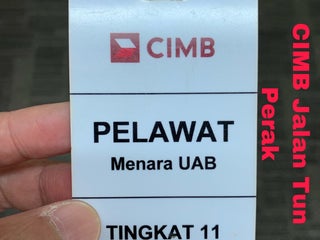 CIMB
PELAWAT
Menara UAB
TINGKAT 11
CIMB Jalan Tun
Perak